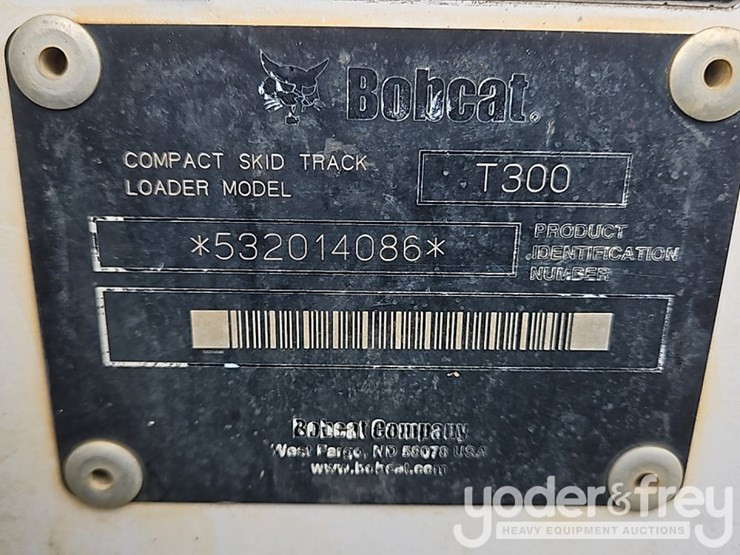 Bobcat®
COMPACT SKID TRACK
LOADER MODEL
T300
*532014086*
PRODUCT
IDENTIFICATION
NUMBER
Bobcat Company
West Fargo, ND 58078 USA
www.bobcat.com
yoder&frey
HEAVY EQUIPMENT AUCTIONS